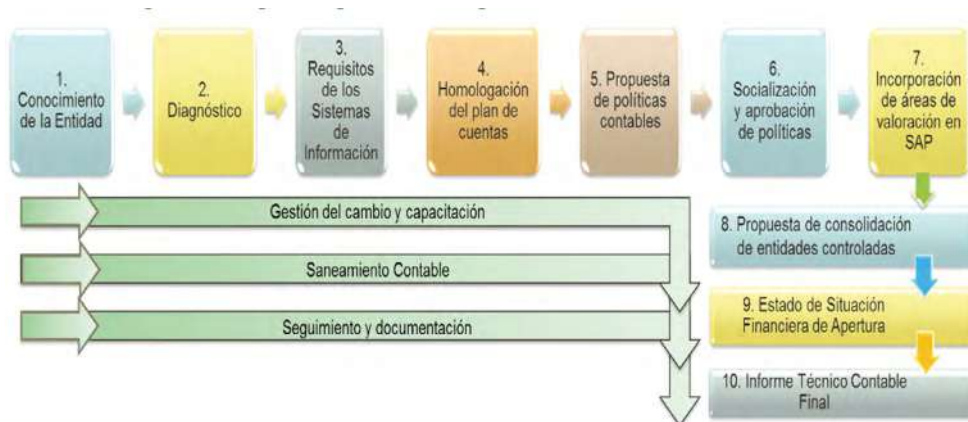 1.
Conocimiento
de la Entidad
2.
Diagnóstico
3.
Requisitos
de los
Sistemas de
Información
4.
Homologación
del plan de
cuentas
5. Propuesta
de políticas
contables
6.
Socialización
y aprobación
de políticas
7.
Incorporación
de áreas de
valoración en
SAP
Gestión del cambio y capacitación
Saneamiento Contable
Seguimiento y documentación
8. Propuesta de consolidación
de entidades controladas
9. Estado de Situación
Financiera de Apertura
10. Informe Técnico Contable
Final